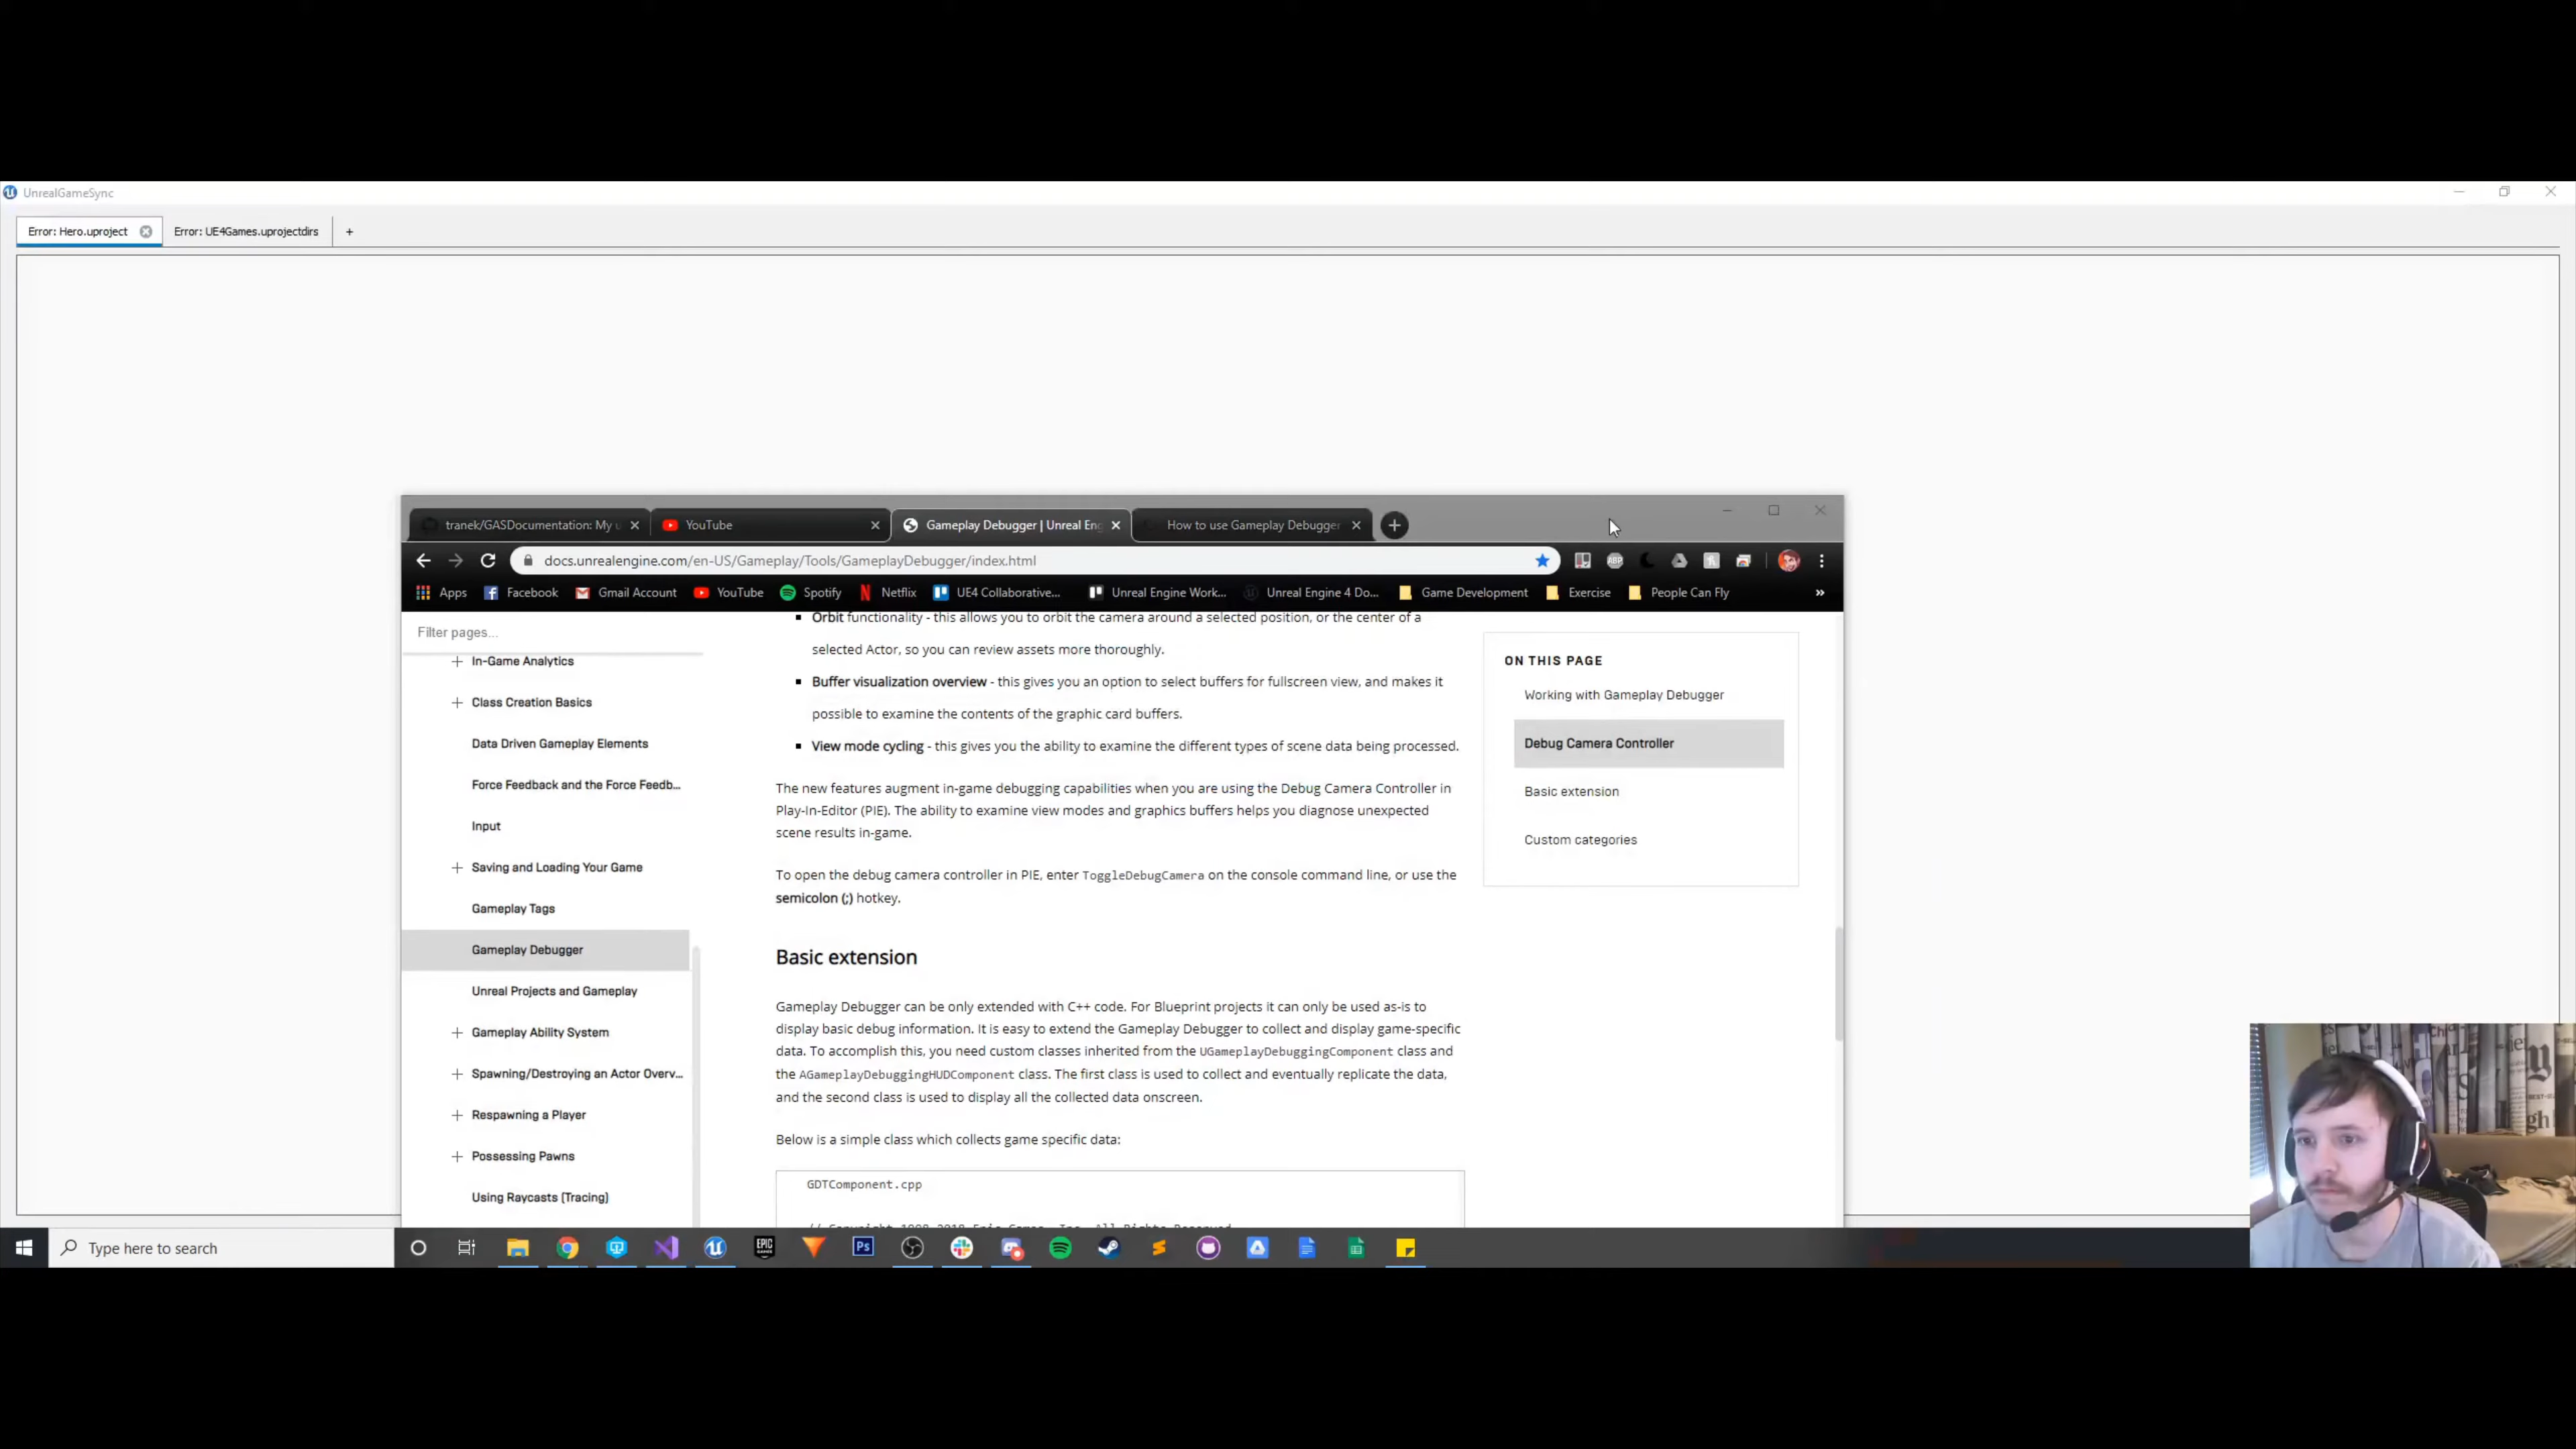 UnrealGameSync
Error: Hero.uproject
Error: UE4Games.uprojectdirs
+
tranek/GASDocumentation: My u
YouTube
Gameplay Debugger | Unreal Eng
How to use Gameplay Debugger
docs.unrealengine.com/en-US/Gameplay/Tools/GameplayDebugger/index.html
ABP
Apps
Facebook
Gmail Account
YouTube
Spotify
Netflix
UE4 Collaborative...
Unreal Engine Work...
Unreal Engine 4 Do...
Game Development
Exercise
People Can Fly
»
Filter pages...
In-Game Analytics
Class Creation Basics
Data Driven Gameplay Elements
Force Feedback and the Force Feedb...
Input
Saving and Loading Your Game
Gameplay Tags
Gameplay Debugger
Unreal Projects and Gameplay
Gameplay Ability System
Spawning/Destroying an Actor Overv...
Respawning a Player
Possessing Pawns
Using Raycasts (Tracing)
Orbit functionality - this allows you to orbit the camera around a selected position, or the center of a
selected Actor, so you can review assets more thoroughly.
Buffer visualization overview - this gives you an option to select buffers for fullscreen view, and makes it
possible to examine the contents of the graphic card buffers.
View mode cycling - this gives you the ability to examine the different types of scene data being processed.
The new features augment in-game debugging capabilities when you are using the Debug Camera Controller in
Play-In-Editor (PIE). The ability to examine view modes and graphics buffers helps you diagnose unexpected
scene results in-game.
To open the debug camera controller in PIE, enter ToggleDebugCamera on the console command line, or use the
semicolon (;) hotkey.
Basic extension
Gameplay Debugger can be only extended with C++ code. For Blueprint projects it can only be used as-is to
display basic debug information. It is easy to extend the Gameplay Debugger to collect and display game-specific
data. To accomplish this, you need custom classes inherited from the UGameplayDebuggingComponent class and
the AGameplayDebuggingHUDComponent class. The first class is used to collect and eventually replicate the data,
and the second class is used to display all the collected data onscreen.
Below is a simple class which collects game specific data:
GDTComponent.cpp
// Copyright 1998-2018 Epic Games, Inc. All Rights Reserved
ON THIS PAGE
Working with Gameplay Debugger
Debug Camera Controller
Basic extension
Custom categories
Type here to search
EPIC
GAMES
Ps